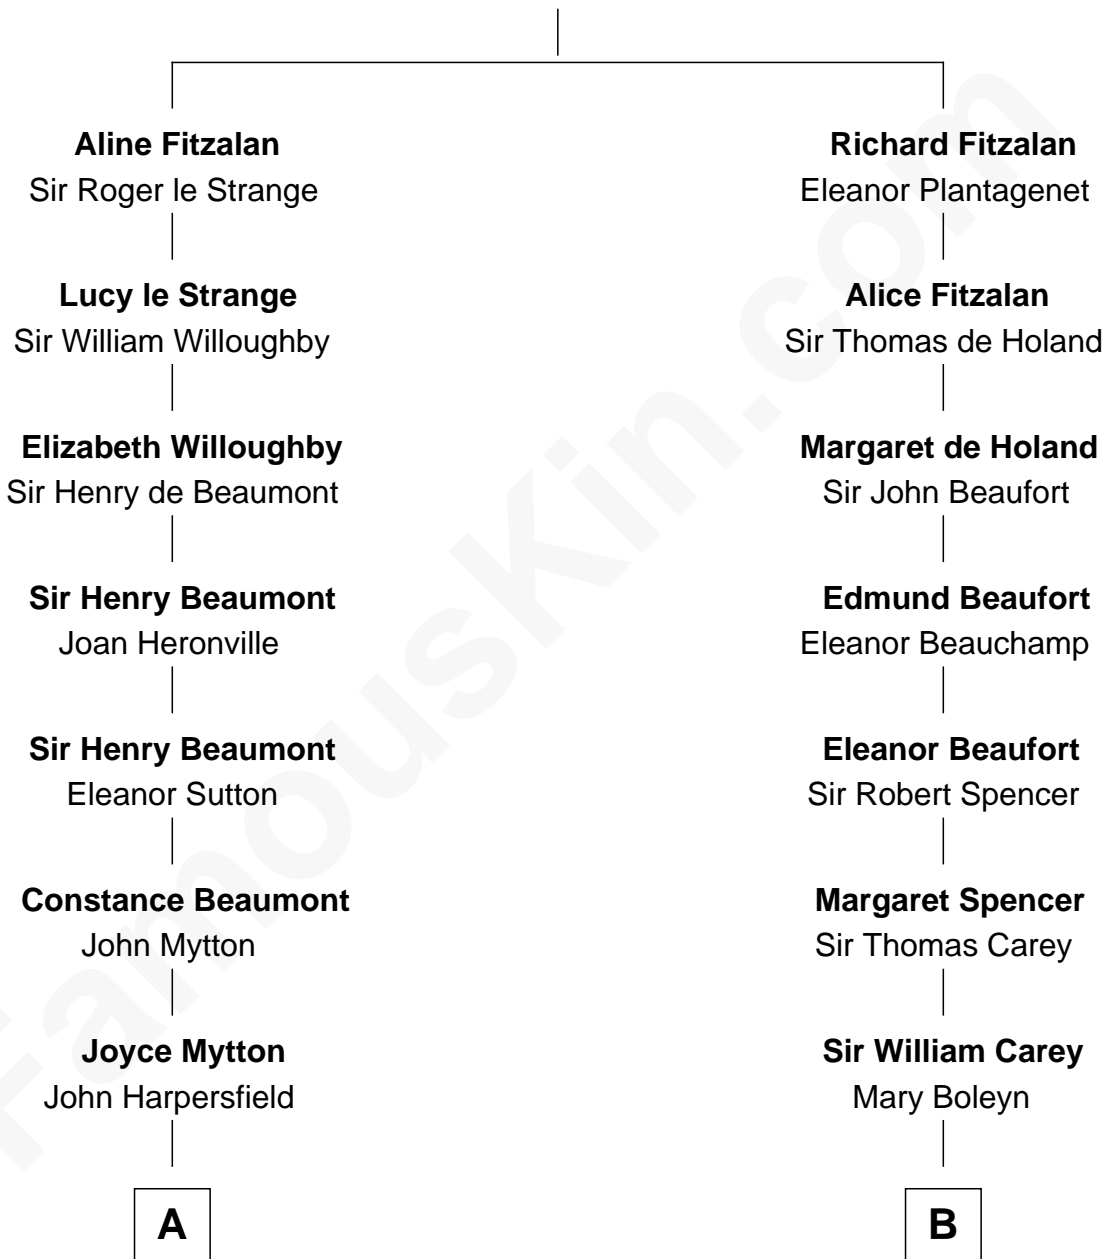 Aline Fitzalan
Sir Roger le Strange
Lucy le Strange
Sir William Willoughby
Elizabeth Willoughby
Sir Henry de Beaumont
Sir Henry Beaumont
Joan Heronville
Sir Henry Beaumont
Eleanor Sutton
Constance Beaumont
John Mytton
Joyce Mytton
John Harpersfield
A
Richard Fitzalan
Eleanor Plantagenet
Alice Fitzalan
Sir Thomas de Holand
Margaret de Holand
Sir John Beaufort
Edmund Beaufort
Eleanor Beauchamp
Eleanor Beaufort
Sir Robert Spencer
Margaret Spencer
Sir Thomas Carey
Sir William Carey
Mary Boleyn
B
FamousKin.com